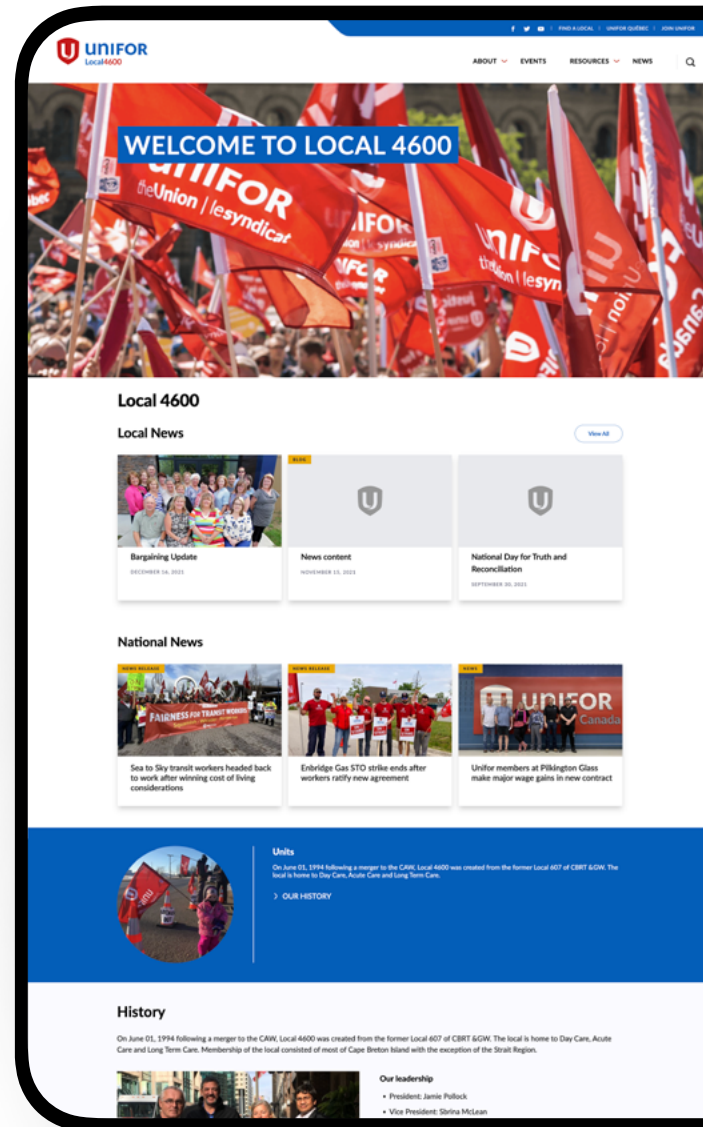 FIND A LOCAL | UNIFOR QUÉBEC | JOIN UNIFOR
UNIFOR
Local4600
ABOUT EVENTS RESOURCES NEWS
WELCOME TO LOCAL 4600
UNIFOR
theUnion | lesyndicat
UNIFOR
Local 4600
Local News
View All
BLOG
Bargaining Update
DECEMBER 16, 2021
News content
NOVEMBER 15, 2021
National Day for Truth and
Reconciliation
SEPTEMBER 30, 2021
National News
NEWS RELEASE
NEWS RELEASE
NEWS
FAIRNESS FOR TRANSIT WORKERS
UNIFOR
Canada
Sea to Sky transit workers headed back
to work after winning cost of living
considerations
Enbridge Gas STO strike ends after
workers ratify new agreement
Unifor members at Pilkington Glass
make major wage gains in new contract
Units
On June 01, 1994 following a merger to the CAW, Local 4600 was created from the former Local 607 of CBRT &GW. The
local is home to Day Care, Acute Care and Long Term Care.
OUR HISTORY
History
On June 01, 1994 following a merger to the CAW, Local 4600 was created from the former Local 607 of CBRT &GW. The local is home to Day Care, Acute
Care and Long Term Care. Membership of the local consisted of most of Cape Breton Island with the exception of the Strait Region.
Our leadership
• President: Jamie Pollock
• Vice President: Sbrina McLean